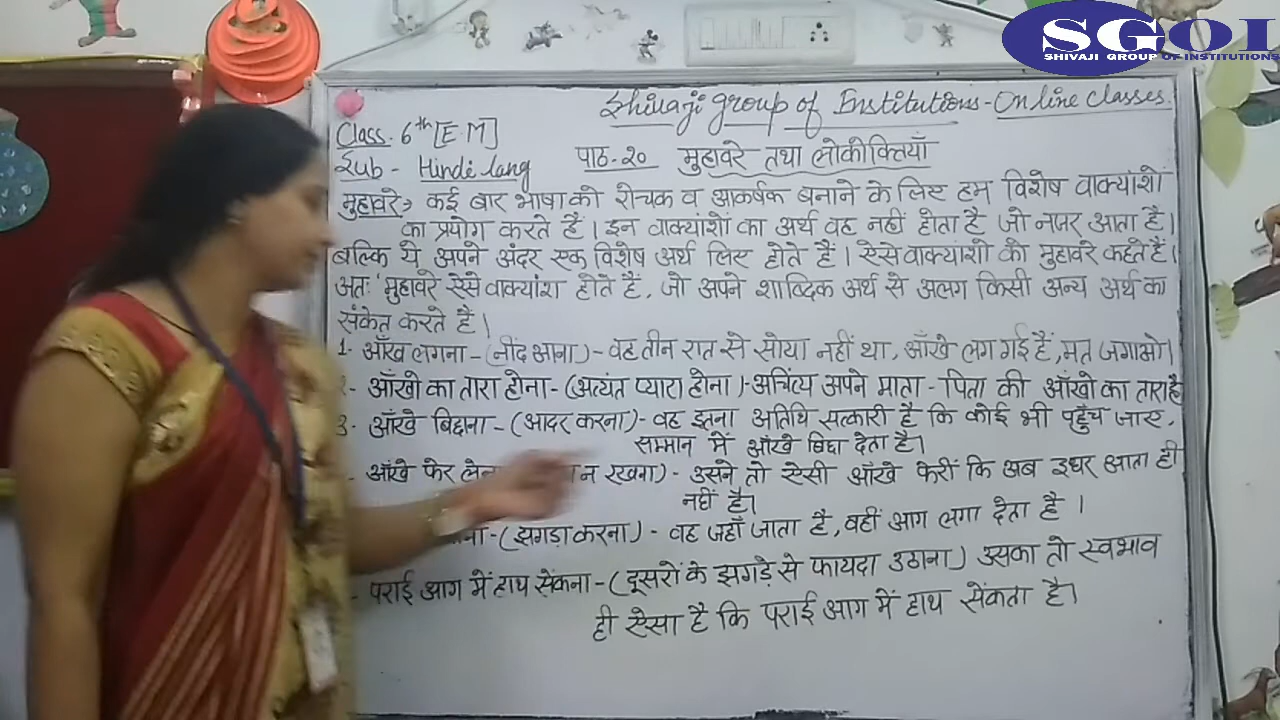 SGOI
SHIVAJI GROUP OF INSTITUTIONS
Shivaji group of Institutions - Online classes.
Class. 6th [E.M]
Sub - Hindi lang
पाठ-20 मुहावरे तथा लोकोक्तियाँ
मुहावरे:- कई बार भाषा को रोचक व आकर्षक बनाने के लिए हम विशेष वाक्यांशो
का प्रयोग करते है। इन वाक्यांशों का अर्थ वह नहीं होता है जो नजर आता है।
बल्कि ये अपने अंदर एक विशेष अर्थ लिए होते है। ऐसे वाक्यांशो को मुहावरे कहते है।
अतः मुहावरे ऐसे वाक्यांश होते है, जो अपने शाब्दिक अर्थ से अलग किसी अन्य अर्थ का
संकेत करते है।
1- आँख लगना - (नींद आना) - वह तीन रात से सोया नहीं था, आँखे लग गई हैं, मत जगाओ।
2- आँखो का तारा होना - (अत्यंत प्यारा होना) - अचिंत्य अपने माता - पिता की आँखो का तारा है
3- आँखे बिछाना - (आदर करना) - वह इतना अतिथि सत्कारी है कि कोई भी पहुँच जाए,
सम्मान में आँखे बिछा देता है।
- आँखे फेर लेना न रखना) - उसने तो ऐसी आँखे फेरीं कि अब इधर आता ही
नहीं है।
- (झगड़ा करना) - वह जहाँ जाता है, वहीं आग लगा देता है।
- पराई आग में हाथ सेंकना - (दूसरों के झगड़े से फायदा उठाना) उसका तो स्वभाव
ही ऐसा है कि पराई आग में हाथ सेंकता है।